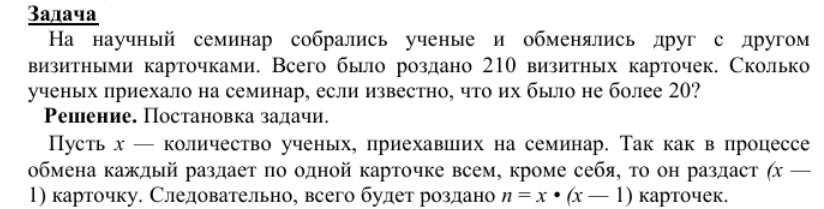 Задача
На научный семинар собрались ученые и обменялись друг с другом
визитными карточками. Всего было роздано 210 визитных карточек. Сколько
ученых приехало на семинар, если известно, что их было не более 20?
Решение. Постановка задачи.
Пусть x — количество ученых, приехавших на семинар. Так как в процессе
обмена каждый раздает по одной карточке всем, кроме себя, то он раздаст (x —
1) карточку. Следовательно, всего будет роздано n = x • (x — 1) карточек.